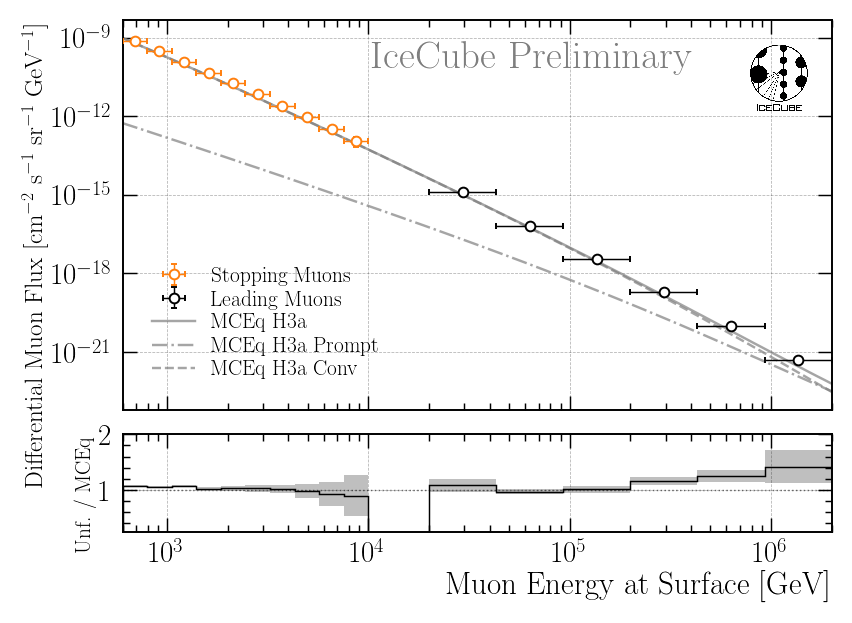 IceCube Preliminary
ICECUBE
Differential Muon Flux [cm⁻² s⁻¹ sr⁻¹ GeV⁻¹]
10⁻⁹
10⁻¹²
10⁻¹⁵
10⁻¹⁸
10⁻²¹
Stopping Muons
Leading Muons
MCEq H3a
MCEq H3a Prompt
MCEq H3a Conv
Unf. / MCEq
2
1
10³ 10⁴ 10⁵ 10⁶
Muon Energy at Surface [GeV]